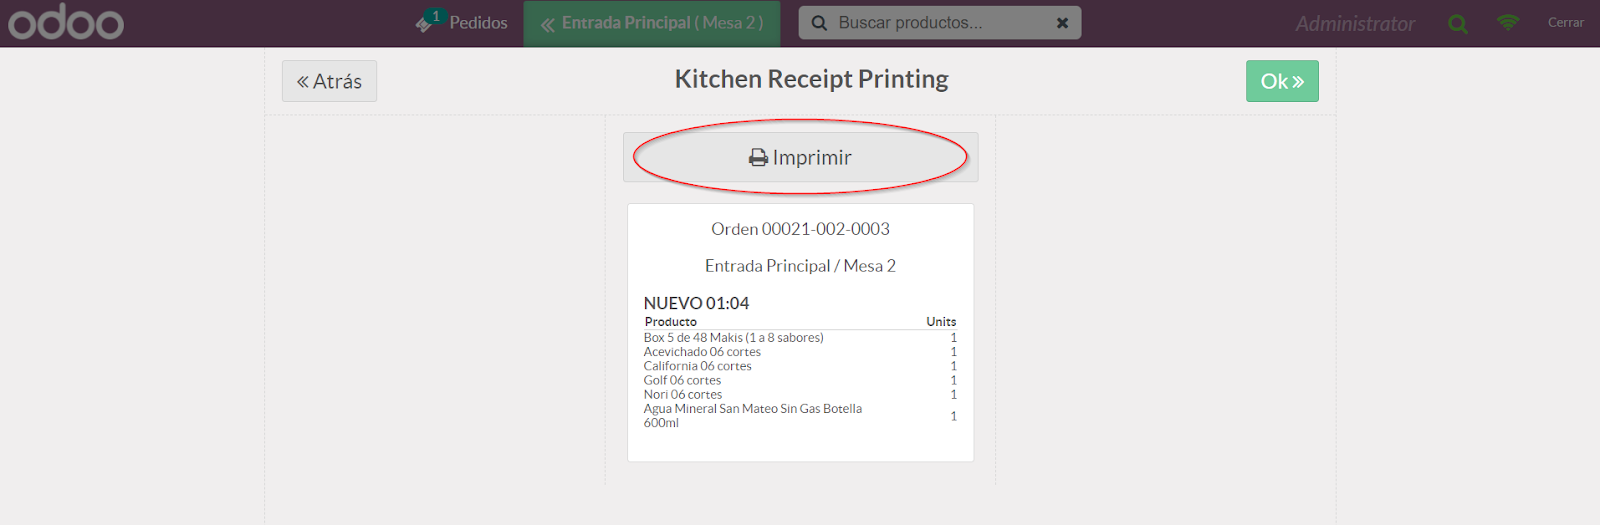 odoo
1 Pedidos
Entrada Principal ( Mesa 2 )
Buscar productos...
Administrator
Cerrar
Atrás
Kitchen Receipt Printing
Ok
Imprimir
Orden 00021-002-0003
Entrada Principal / Mesa 2
NUEVO 01:04
Producto Units
Box 5 de 48 Makis (1 a 8 sabores) 1
Acevichado 06 cortes 1
California 06 cortes 1
Golf 06 cortes 1
Nori 06 cortes 1
Agua Mineral San Mateo Sin Gas Botella 1
600ml